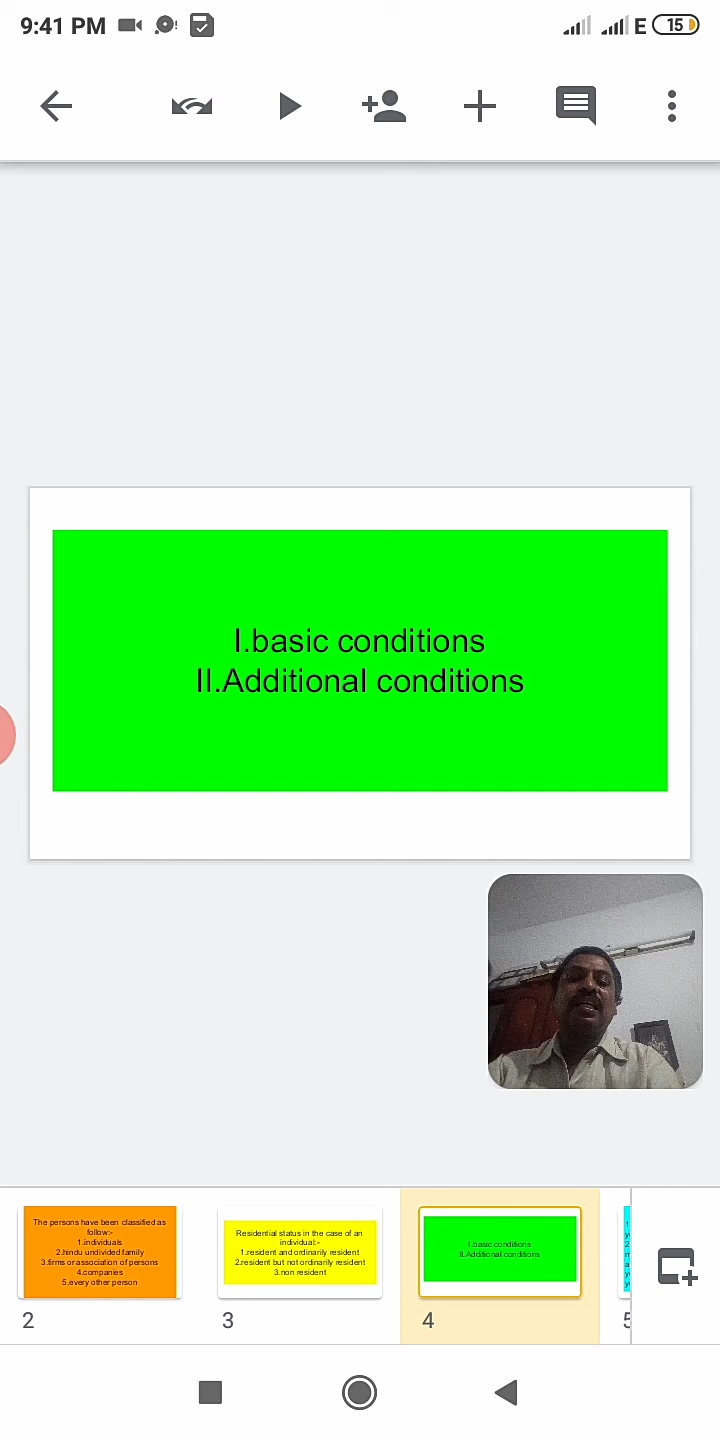 9:41 PM
E
15
I.basic conditions
II.Additional conditions
The persons have been classified as
follow:-
1.individuals
2.hindu undivided family
3.firms or association of persons
4.companies
5.every other person
Residential status in the case of an
individual:-
1.resident and ordinarily resident
2.resident but not ordinarily resident
3.non resident
I.basic conditions
II.Additional conditions
2
3
4
5